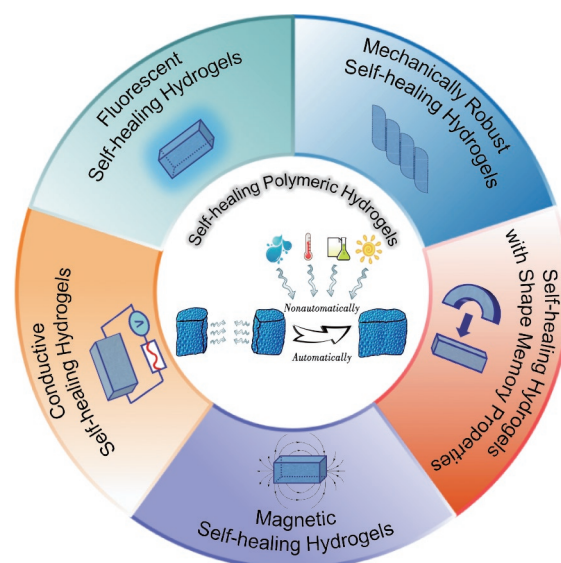 Fluorescent
Self-healing Hydrogels
Mechanically Robust
Self-healing Hydrogels
Self-healing Hydrogels
with Shape Memory Properties
Magnetic
Self-healing Hydrogels
Conductive
Self-healing Hydrogels
Self-healing Polymeric Hydrogels
Nonautomatically
Automatically
V